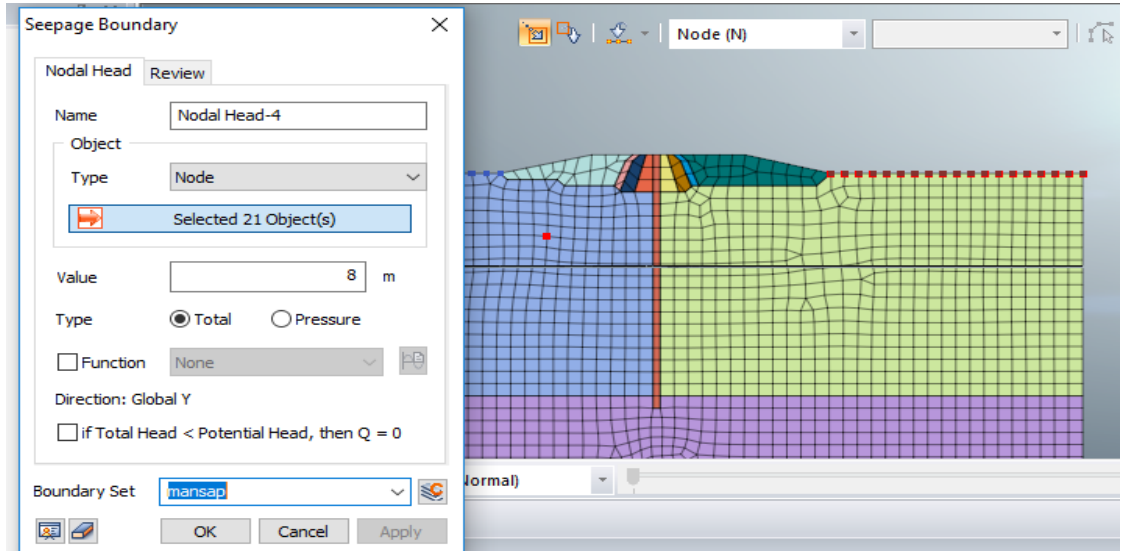 Seepage Boundary
Nodal Head
Review
Name
Nodal Head-4
Object
Type
Node
Selected 21 Object(s)
Value
8
m
Type
Total
Pressure
Function
None
Direction: Global Y
if Total Head < Potential Head, then Q = 0
Boundary Set
mansap
OK
Cancel
Apply
Node (N)
Normal)